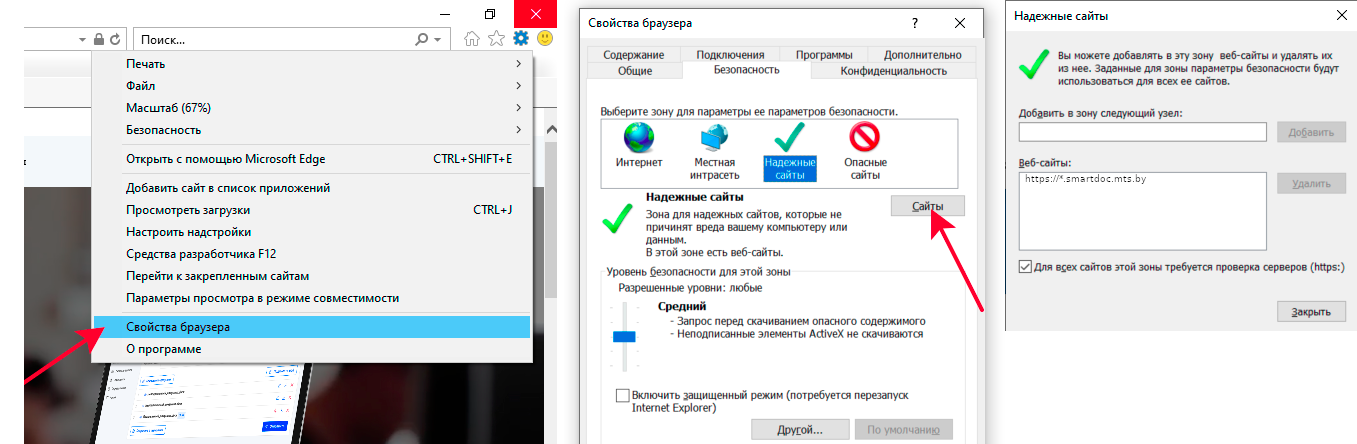 Поиск...
Печать
Файл
Масштаб (67%)
Безопасность
Открыть с помощью Microsoft Edge CTRL+SHIFT+E
Добавить сайт в список приложений
Просмотреть загрузки CTRL+J
Настроить надстройки
Средства разработчика F12
Перейти к закрепленным сайтам
Параметры просмотра в режиме совместимости
Свойства браузера
О программе
Свойства браузера ?
Содержание Подключения Программы Дополнительно
Общие Безопасность Конфиденциальность
Выберите зону для параметры ее параметров безопасности.
Интернет Местная интрасеть Надежные сайты Опасные сайты
Надежные сайты
Сайты
Зона для надежных сайтов, которые не
причинят вреда вашему компьютеру или
данным.
В этой зоне есть веб-сайты.
Уровень безопасности для этой зоны
Разрешенные уровни: любые
Средний
- Запрос перед скачиванием опасного содержимого
- Неподписанные элементы ActiveX не скачиваются
Включить защищенный режим (потребуется перезапуск
Internet Explorer)
Другой... По умолчанию
Надежные сайты
Вы можете добавлять в эту зону веб-сайты и удалять их
из нее. Заданные для зоны параметры безопасности будут
использоваться для всех ее сайтов.
Добавить в зону следующий узел:
Добавить
Веб-сайты:
https://*.smartdoc.mts.by
Удалить
Для всех сайтов этой зоны требуется проверка серверов (https:)
Закрыть